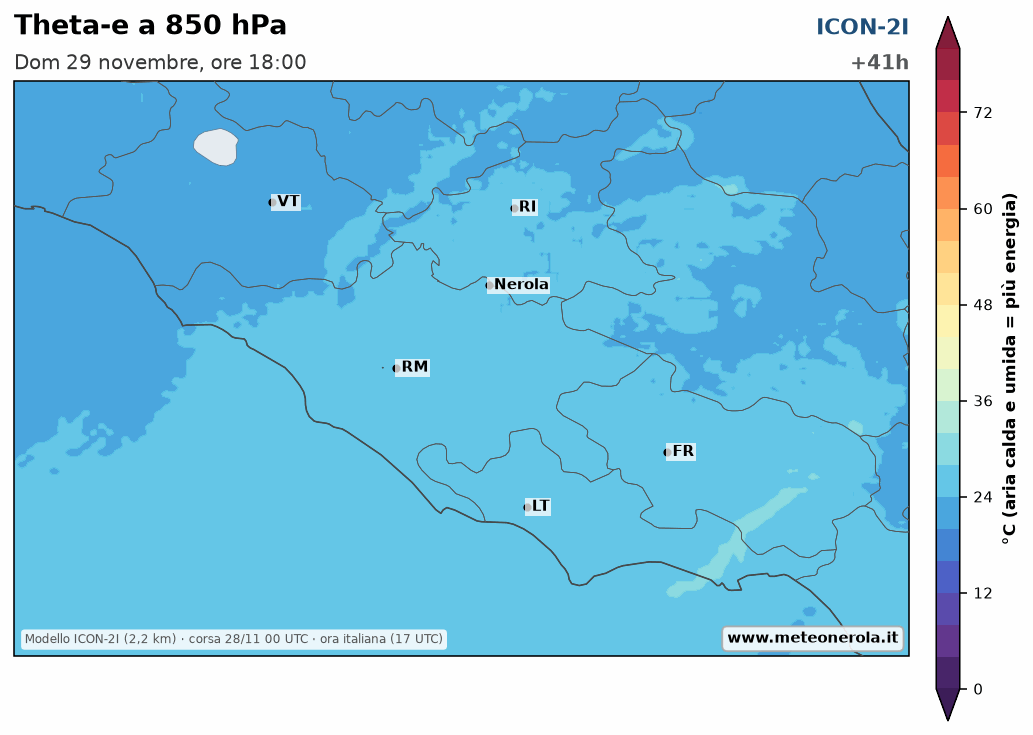 Theta-e a 850 hPa
ICON-2I
Dom 29 novembre, ore 18:00
+41h
VT
RI
Nerola
RM
FR
LT
Modello ICON-2I (2,2 km) · corsa 28/11 00 UTC · ora italiana (17 UTC)
www.meteonerola.it
72
60
48
36
24
12
0
°C (aria calda e umida = più energia)